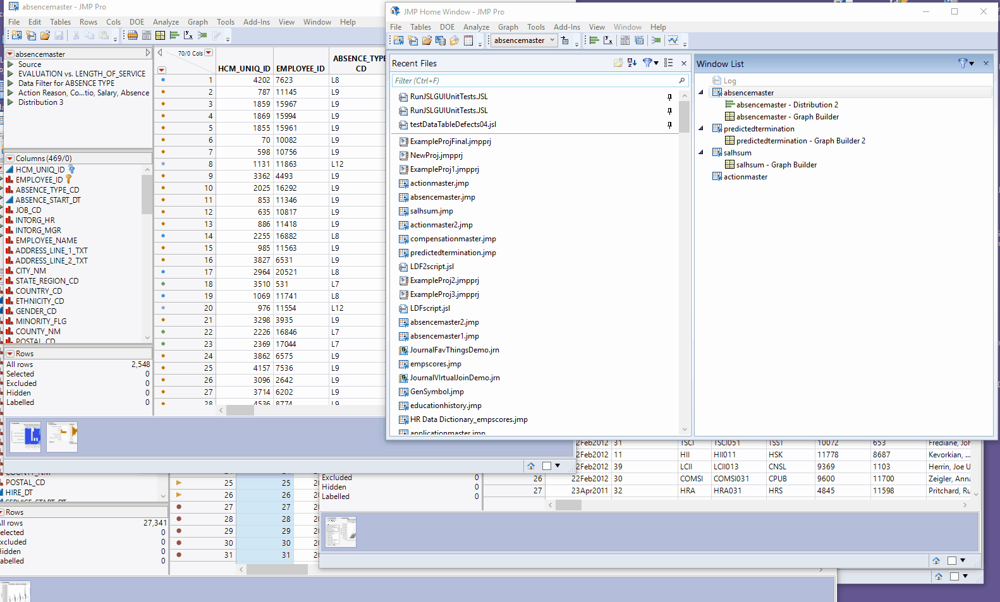 absencemaster - JMP Pro
File Edit Tables Rows Cols DOE Analyze Graph Tools Add-Ins View Window Help
absencemaster
Source
EVALUATION vs. LENGTH_OF_SERVICE
Data Filter for ABSENCE TYPE
Action Reason, Co...tio, Salary, Absence
Distribution 3
Columns (469/0)
HCM_UNIQ_ID
EMPLOYEE_ID
ABSENCE_TYPE_CD
ABSENCE_START_DT
JOB_CD
INTORG_HR
INTORG_MGR
EMPLOYEE_NAME
ADDRESS_LINE_1_TXT
ADDRESS_LINE_2_TXT
CITY_NM
STATE_REGION_CD
COUNTRY_CD
ETHNICITY_CD
GENDER_CD
MINORITY_FLG
COUNTY_NM
POSTAL_CD
Rows
All rows 2,548
Selected 0
Excluded 0
Hidden 0
Labelled 0
70/0 Cols
HCM_UNIQ_ID EMPLOYEE_ID ABSENCE_TYPE
CD
1 4202 7623 L8
2 787 11145 L9
3 1859 15967 L9
4 1869 15994 L9
5 1855 15961 L9
6 70 10082 L9
7 598 10756 L9
8 1131 11863 L12
9 3362 4493 L9
10 2025 16292 L9
11 853 11346 L9
12 635 10817 L9
13 886 11418 L9
14 2255 16882 L8
15 985 11563 L9
16 3827 6531 L9
17 2964 20521 L8
18 3510 531 L7
19 1069 11741 L8
20 976 11554 L12
21 3298 3935 L9
22 2226 16846 L7
23 2369 17044 L7
24 3862 6575 L9
25 4157 7536 L9
26 3096 2642 L9
27 3714 6202 L9
28 4536 8774 L9
JMP Home Window - JMP Pro
File Tables DOE Analyze Graph Tools Add-Ins View Window Help
absencemaster
Recent Files
Filter (Ctrl+F)
RunJSLGUIUnitTests.JSL
RunJSLGUIUnitTests.JSL
testDataTableDefects04.jsl
ExampleProjFinal.jmpprj
NewProj.jmpprj
ExampleProj1.jmpprj
actionmaster.jmp
absencemaster.jmp
salhsum.jmp
actionmaster2.jmp
compensationmaster.jmp
predictedtermination.jmp
LDF2script.jsl
ExampleProj2.jmpprj
ExampleProj3.jmpprj
LDFscript.jsl
absencemaster2.jmp
absencemaster1.jmp
JournalFavThingsDemo.jrn
empscores.jmp
JournalVIrtualJoinDemo.jrn
GenSymbol.jmp
educationhistory.jmp
HR Data Dictionary_empscores.jmp
applicationmaster.jmp
Window List
Log
absencemaster
absencemaster - Distribution 2
absencemaster - Graph Builder
predictedtermination
predictedtermination - Graph Builder 2
salhsum
salhsum - Graph Builder
actionmaster
2Feb2012 31 TSCI TSCI051 TSST 10072 653 Frediane, Joh
2Feb2012 11 HII HII011 HSK 11778 8687 Kevorkian, ...
2Feb2012 39 LCII LCII013 CNSL 9369 1103 Herrin, Joe U
26 22Feb2012 30 COMSI COMSI031 CPUB 9600 11700 Zeigler, Anna
27 23Apr2011 32 HRA HRA031 HRS 4845 11598 Pritchard, Ru
Excluded 0
Hidden 0
Labelled 0
COUNTY_NM
POSTAL_CD
HIRE_DT
SERVICE_START_DT
Rows
ll rows 27,341
elected 0
xcluded 0
idden 0
abelled 0
25 25 20
26 26 20
27 27 20
28 28 20
29 29 20
30 30 20
31 31 20